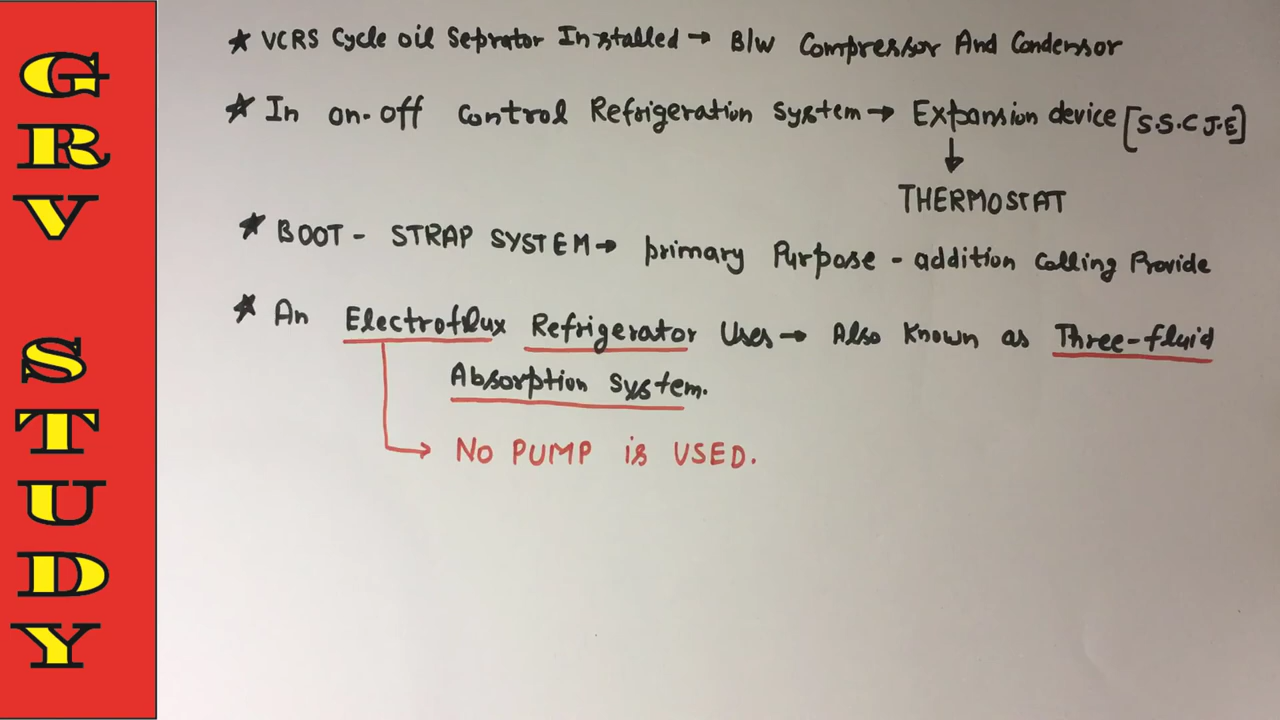 GRV STUDY
★ VCRS Cycle oil Seprator Installed → B/w Compressor And Condensor
★ In on-off Control Refrigeration System → Expansion device [S.S.C J.E]
↓
THERMOSTAT
★ BOOT - STRAP SYSTEM → primary Purpose - addition Colling Provide
★ An Electroflux Refrigerator Uses → Also Known as Three-fluid
Absorption System.
→ NO PUMP is USED.